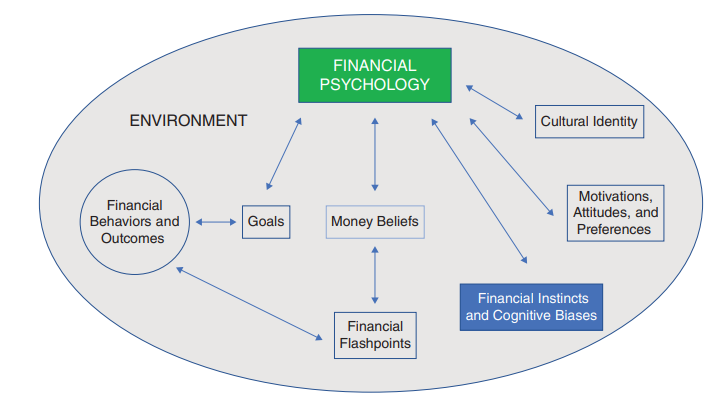 FINANCIAL
PSYCHOLOGY
ENVIRONMENT
Cultural Identity
Motivations,
Attitudes, and
Preferences
Financial
Behaviors and
Outcomes
Goals
Money Beliefs
Financial Instincts
and Cognitive Biases
Financial
Flashpoints